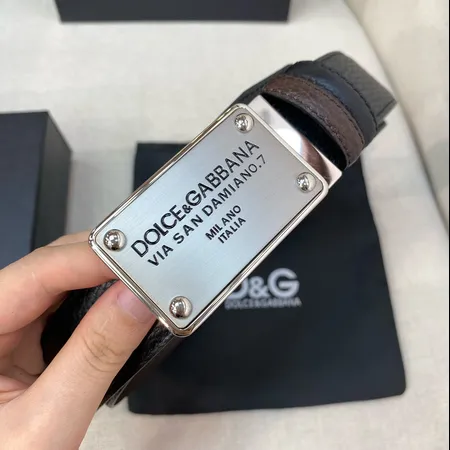 DOLCE&GABBANA
VIA SAN DAMIANO.7
MILANO
ITALIA
D&G
DOLCE&GABBANA